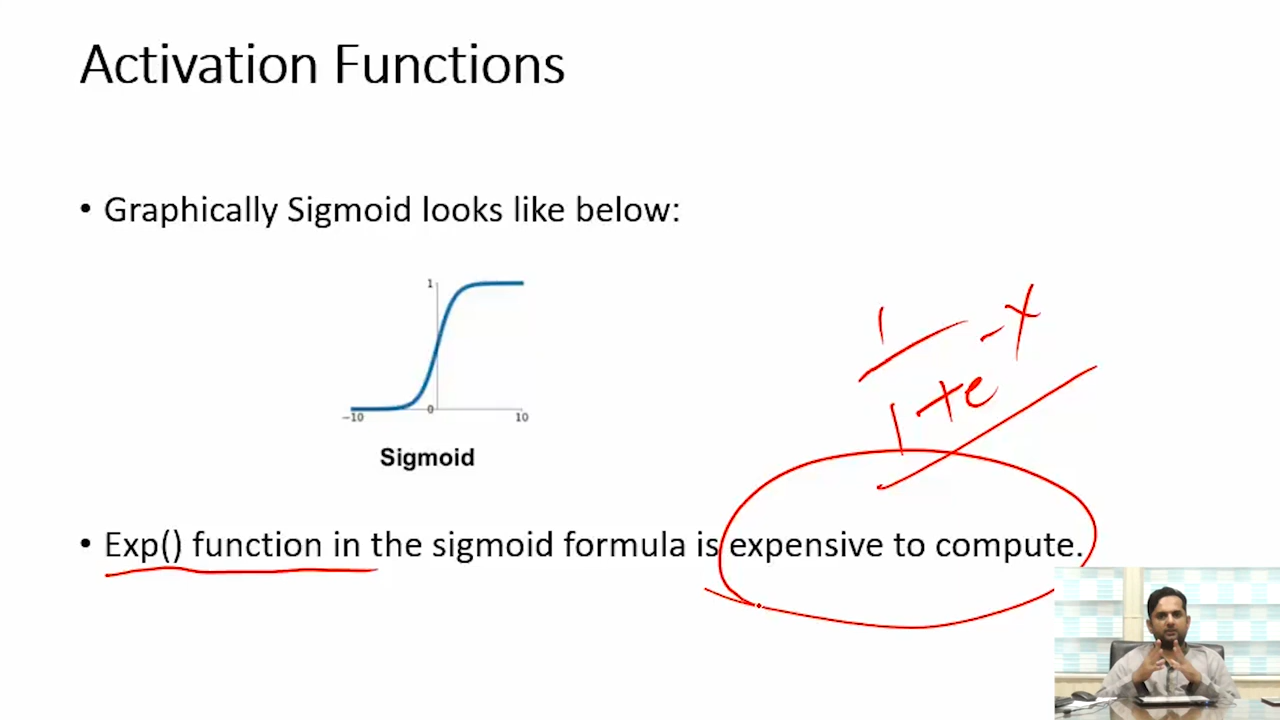 Activation Functions
• Graphically Sigmoid looks like below:
1
0
-10
10
Sigmoid
1
1+e -x
• Exp() function in the sigmoid formula is expensive to compute.